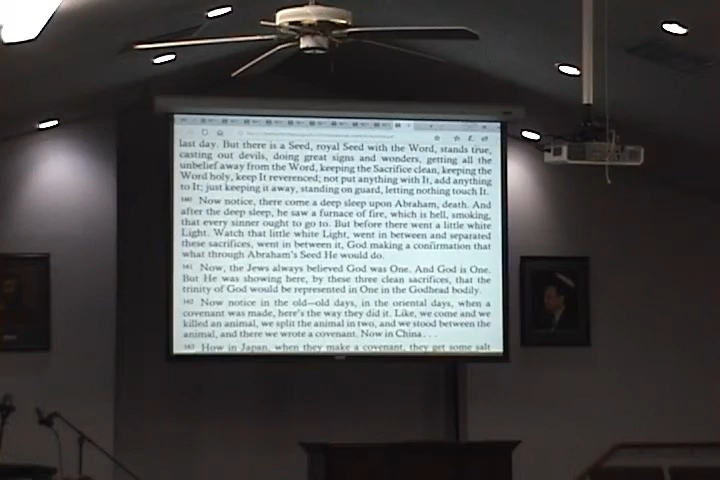 last day. But there is a Seed, royal Seed with the Word, stands true,
casting out devils, doing great signs and wonders, getting all the
unbelief away from the Word, keeping the Sacrifice clean, keeping the
Word holy, keep It reverenced; not put anything with It, add anything
to It; just keeping it away, standing on guard, letting nothing touch It.
140 Now notice, there come a deep sleep upon Abraham, death. And
after the deep sleep, he saw a furnace of fire, which is hell, smoking,
that every sinner ought to go to. But before there went a little white
Light. Watch that little white Light, went in between and separated
these sacrifices, went in between it, God making a confirmation that
what through Abraham's Seed He would do.
141 Now, the Jews always believed God was One. And God is One.
But He was showing here, by these three clean sacrifices, that the
trinity of God would be represented in One in the Godhead bodily.
142 Now notice in the old—old days, in the oriental days, when a
covenant was made, here's the way they did it. Like, we come and we
killed an animal, we split the animal in two, and we stood between the
animal, and there we wrote a covenant. Now in China . . .
143 How in Japan, when they make a covenant, they get some salt